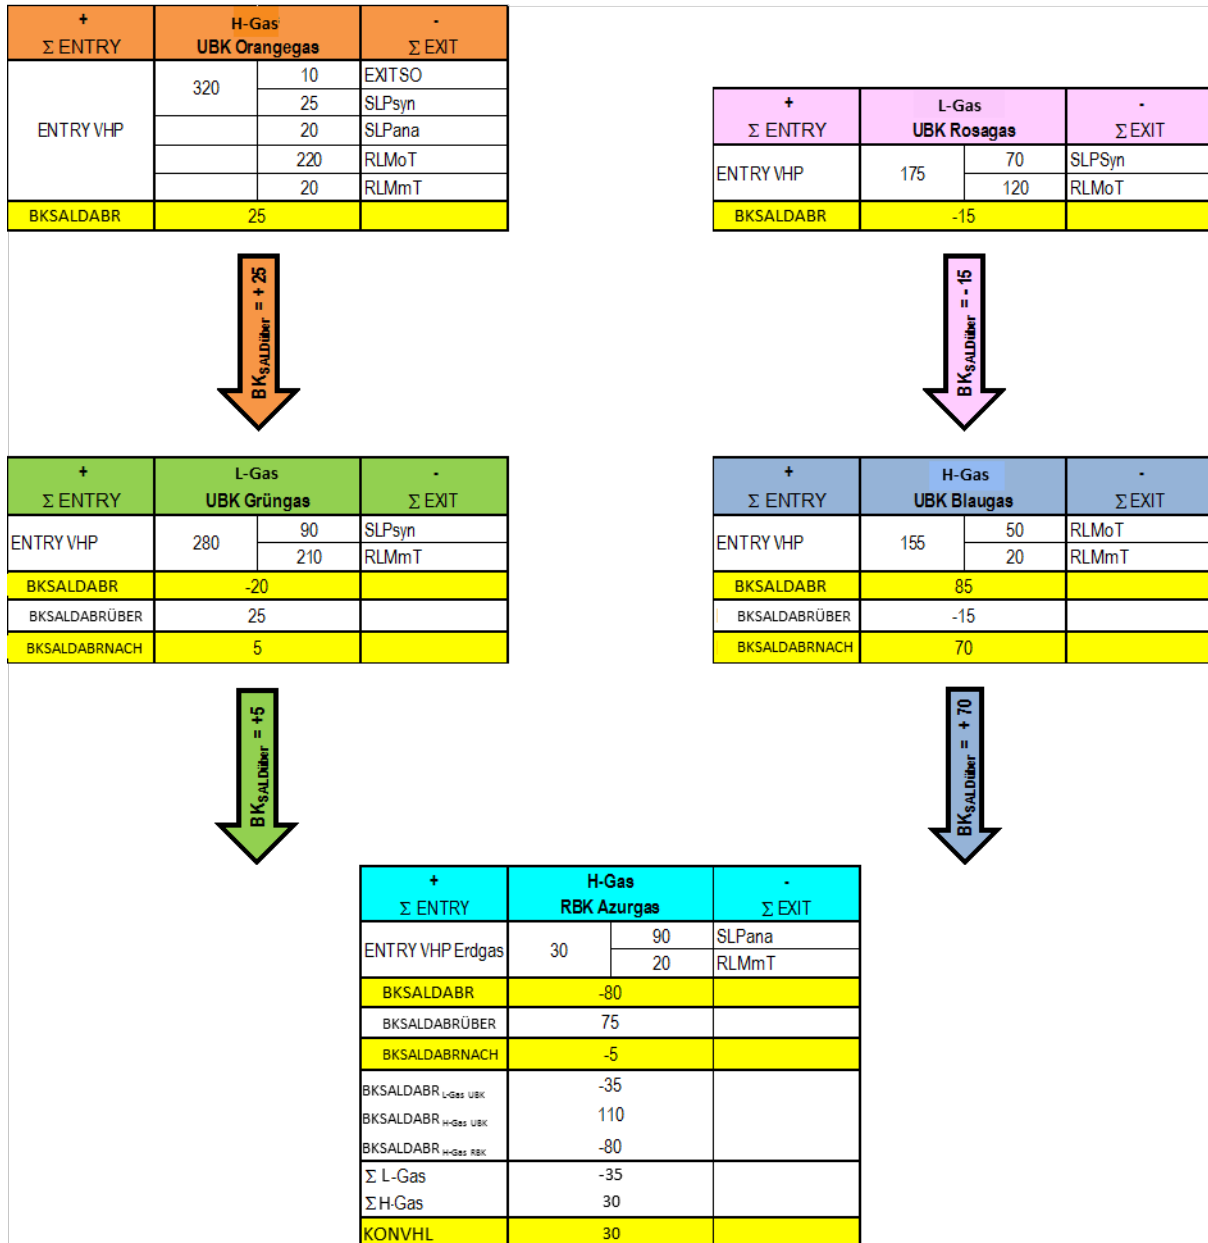 + H-Gas -
Σ ENTRY UBK Orangegas Σ EXIT
ENTRY VHP 320 10 EXITSO
25 SLPsyn
20 SLPana
220 RLMoT
20 RLMmT
BKSALDABR 25
BKSALDüber = + 25
+ L-Gas -
Σ ENTRY UBK Rosagas Σ EXIT
ENTRY VHP 175 70 SLPSyn
120 RLMoT
BKSALDABR -15
BKSALDüber = - 15
+ L-Gas -
Σ ENTRY UBK Grüngas Σ EXIT
ENTRY VHP 280 90 SLPsyn
210 RLMmT
BKSALDABR -20
BKSALDABRÜBER 25
BKSALDABRNACH 5
BKSALDüber = +5
+ H-Gas -
Σ ENTRY UBK Blaugas Σ EXIT
ENTRY VHP 155 50 RLMoT
20 RLMmT
BKSALDABR 85
BKSALDABRÜBER -15
BKSALDABRNACH 70
BKSALDüber = + 70
+ H-Gas -
Σ ENTRY RBK Azurgas Σ EXIT
ENTRY VHP Erdgas 30 90 SLPana
20 RLMmT
BKSALDABR -80
BKSALDABRÜBER 75
BKSALDABRNACH -5
BKSALDABR L-Gas UBK -35
BKSALDABR H-Gas UBK 110
BKSALDABR H-Gas RBK -80
Σ L-Gas -35
Σ H-Gas 30
KONVHL 30